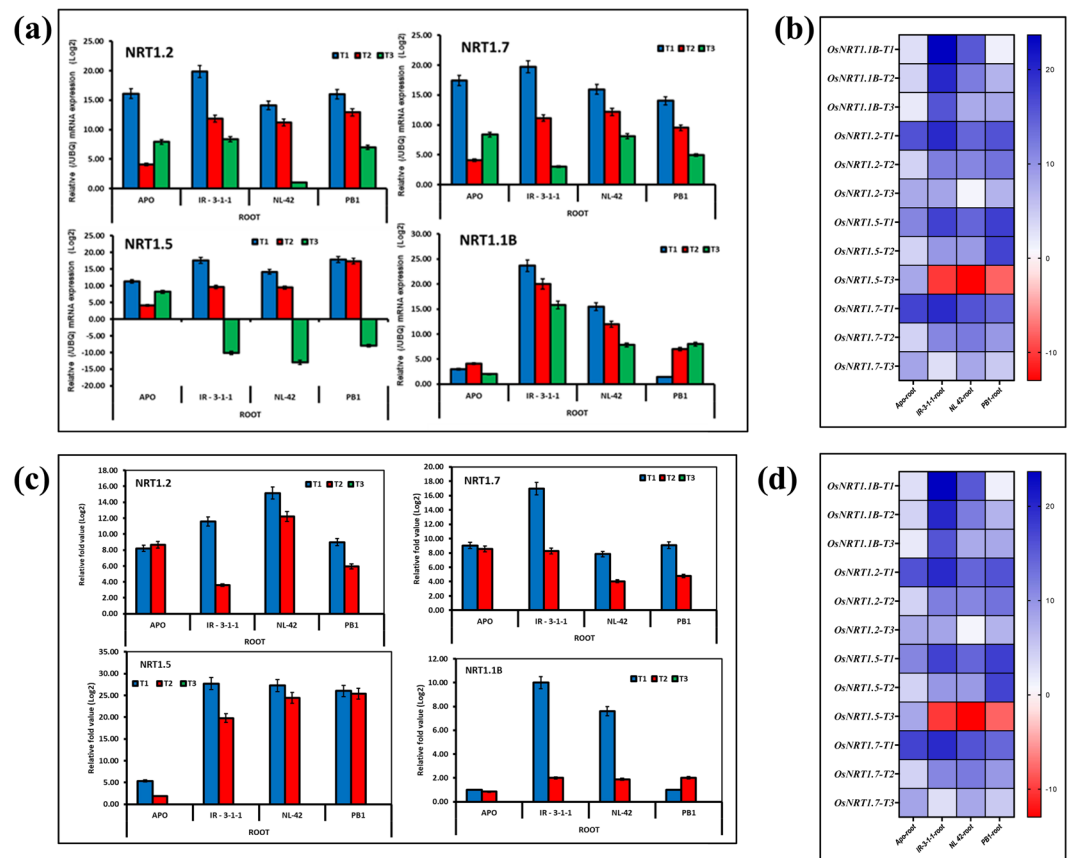 (a)
NRT1.2
T1 T2 T3
Relative (/UBQ) mRNA expression (Log2)
25.00
20.00
15.00
10.00
5.00
0.00
APO IR - 3-1-1 NL-42 PB1
ROOT
NRT1.7
T1 T2 T3
Relative (/UBQ) mRNA expression (Log2)
25.00
20.00
15.00
10.00
5.00
0.00
APO IR - 3-1-1 NL-42 PB1
ROOT
NRT1.5
T1 T2 T3
Relative (/UBQ) mRNA expression (Log2)
25.00
20.00
15.00
10.00
5.00
0.00
-5.00
-10.00
-15.00
-20.00
APO IR - 3-1-1 NL-42 PB1
ROOT
NRT1.1B
T1 T2 T3
Relative (/UBQ) mRNA expression (Log2)
30.00
25.00
20.00
15.00
10.00
5.00
0.00
APO IR - 3-1-1 NL-42 PB1
ROOT
(b)
OsNRT1.1B-T1
OsNRT1.1B-T2
OsNRT1.1B-T3
OsNRT1.2-T1
OsNRT1.2-T2
OsNRT1.2-T3
OsNRT1.5-T1
OsNRT1.5-T2
OsNRT1.5-T3
OsNRT1.7-T1
OsNRT1.7-T2
OsNRT1.7-T3
Apo-root IR-3-1-1-root NL 42-root PB1-root
20
10
0
-10
(c)
NRT1.2
T1 T2 T3
Relative fold value (Log2)
16.00
14.00
12.00
10.00
8.00
6.00
4.00
2.00
0.00
APO IR - 3-1-1 NL-42 PB1
ROOT
NRT1.7
T1 T2 T3
Relative fold value (Log2)
20.00
18.00
16.00
14.00
12.00
10.00
8.00
6.00
4.00
2.00
0.00
APO IR - 3-1-1 NL-42 PB1
ROOT
NRT1.5
T1 T2 T3
Relative fold value (Log2)
35.00
30.00
25.00
20.00
15.00
10.00
5.00
0.00
APO IR - 3-1-1 NL-42 PB1
ROOT
NRT1.1B
T1 T2 T3
Relative fold value (Log2)
12.00
10.00
8.00
6.00
4.00
2.00
0.00
APO IR - 3-1-1 NL-42 PB1
ROOT
(d)
OsNRT1.1B-T1
OsNRT1.1B-T2
OsNRT1.1B-T3
OsNRT1.2-T1
OsNRT1.2-T2
OsNRT1.2-T3
OsNRT1.5-T1
OsNRT1.5-T2
OsNRT1.5-T3
OsNRT1.7-T1
OsNRT1.7-T2
OsNRT1.7-T3
Apo-root IR-3-1-1-root NL 42-root PB1-root
20
10
0
-10